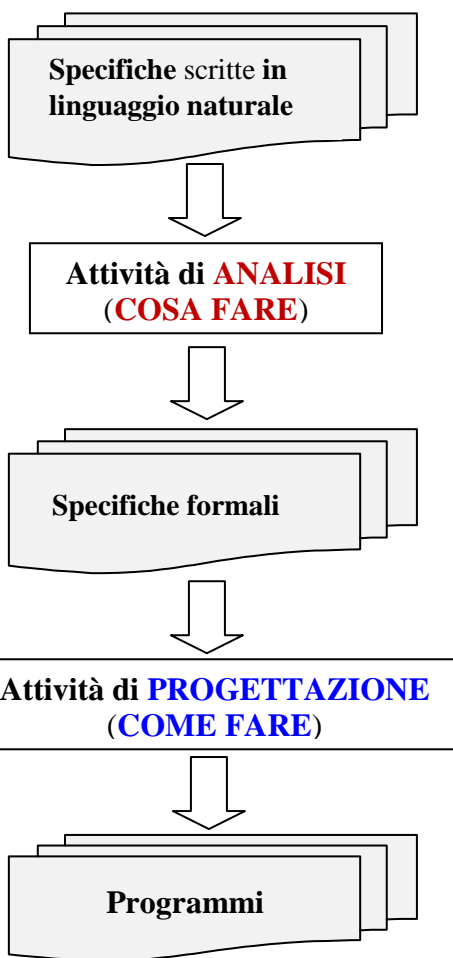 Specifiche scritte in
linguaggio naturale
Attività di ANALISI
(COSA FARE)
Specifiche formali
Attività di PROGETTAZIONE
(COME FARE)
Programmi